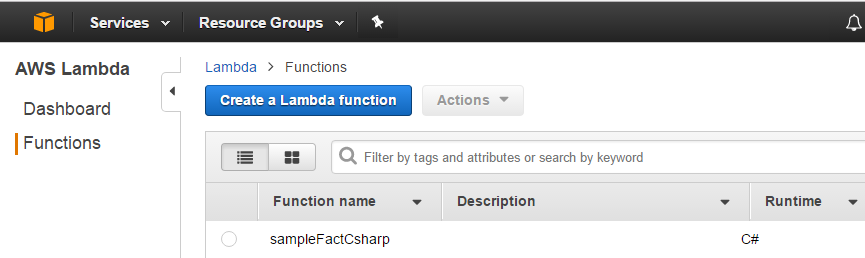 Services Resource Groups
AWS Lambda
Dashboard
Functions
Lambda > Functions
Create a Lambda function Actions
Filter by tags and attributes or search by keyword
Function name Description Runtime
sampleFactCsharp C#